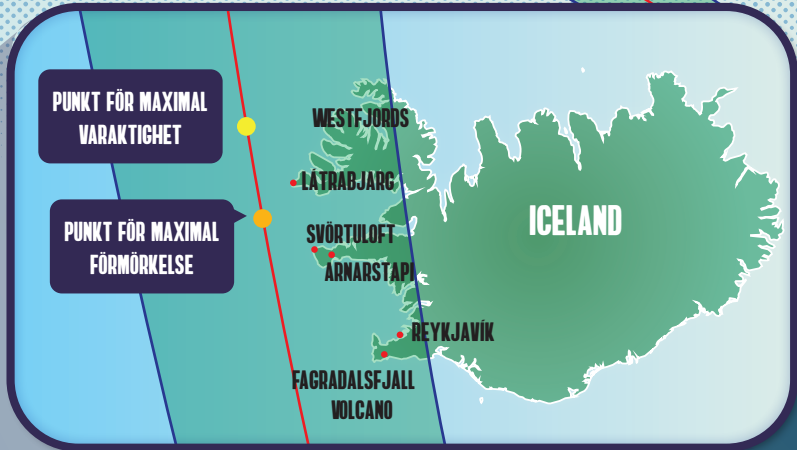 PUNKT FÖR MAXIMAL
VARAKTIGHET
PUNKT FÖR MAXIMAL
FÖRMÖRKELSE
WESTFJORDS
LÁTRABJARG
SVÖRTULOFT
ARNARSTAPI
REYKJAVÍK
FAGRADALSFJALL
VOLCANO
ICELAND